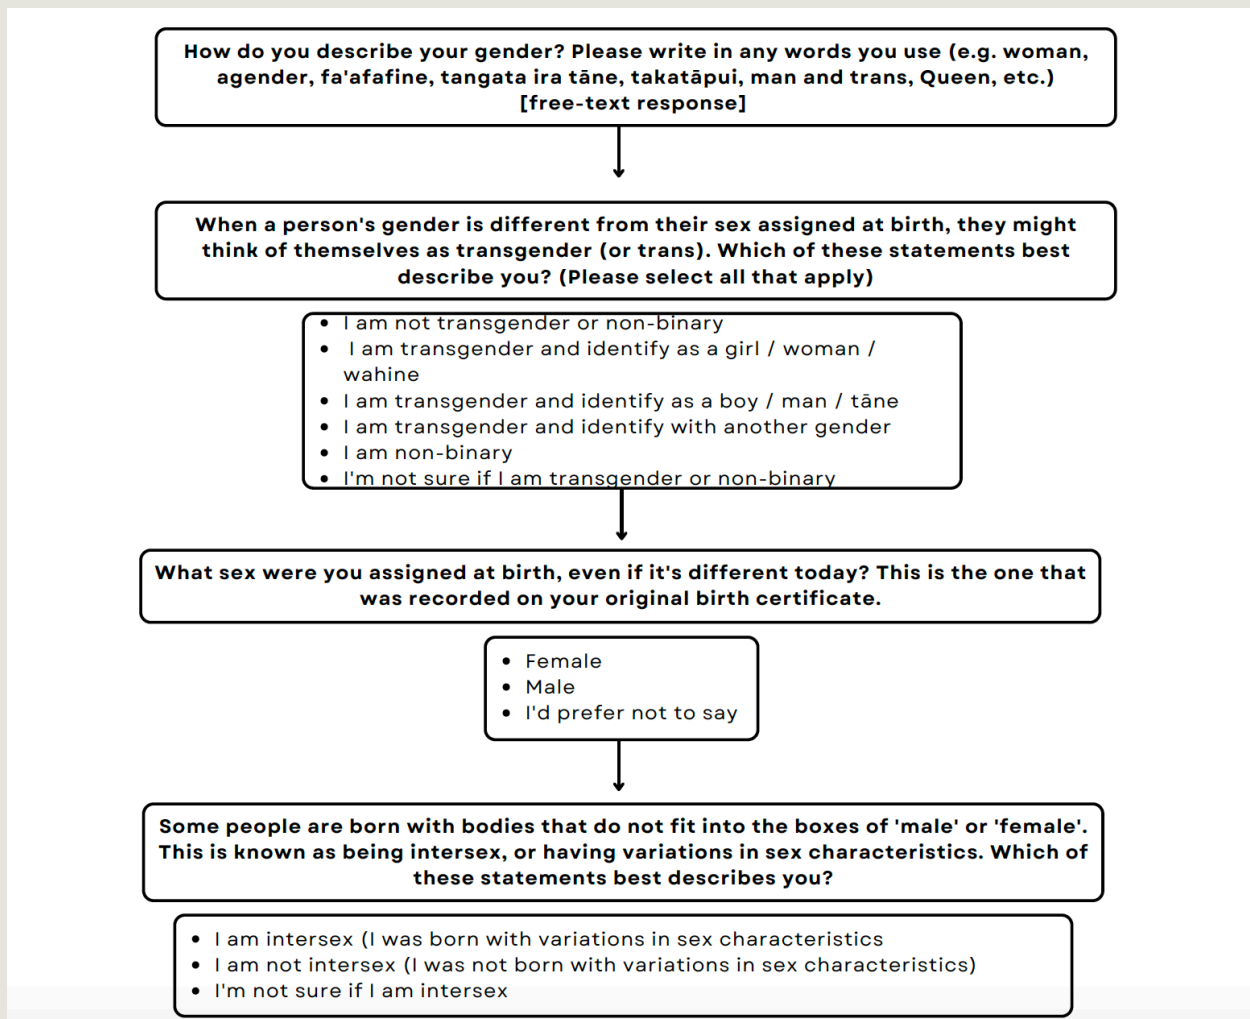 How do you describe your gender? Please write in any words you use (e.g. woman,
agender, fa'afafine, tangata ira tāne, takatāpui, man and trans, Queen, etc.)
[free-text response]
When a person's gender is different from their sex assigned at birth, they might
think of themselves as transgender (or trans). Which of these statements best
describe you? (Please select all that apply)
• I am not transgender or non-binary
• I am transgender and identify as a girl / woman /
wahine
• I am transgender and identify as a boy / man / tāne
• I am transgender and identify with another gender
• I am non-binary
• I'm not sure if I am transgender or non-binary
What sex were you assigned at birth, even if it's different today? This is the one that
was recorded on your original birth certificate.
• Female
• Male
• I'd prefer not to say
Some people are born with bodies that do not fit into the boxes of 'male' or 'female'.
This is known as being intersex, or having variations in sex characteristics. Which of
these statements best describes you?
• I am intersex (I was born with variations in sex characteristics
• I am not intersex (I was not born with variations in sex characteristics)
• I'm not sure if I am intersex